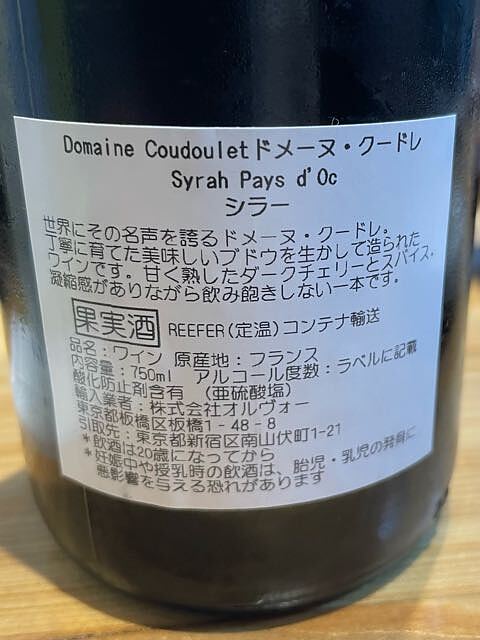 Domaine Coudouletドメーヌ・クードレ
Syrah Pays d'Oc
シラー
世界にその名声を誇るドメーヌ・クードレ。
丁寧に育てた美味しいブドウを生かして造られた
ワインです。甘く熟したダークチェリーとスパイス。
凝縮感がありながら飲み飽きしない一本です。
果実酒 REEFER(定温)コンテナ輸送
品名：ワイン 原産地：フランス
内容量：750ml アルコール度数：ラベルに記載
酸化防止剤含有 (亜硫酸塩)
輸入業者：株式会社オルヴォー
東京都板橋区板橋1-48-8
引取先：東京都新宿区南山伏町1-21
＊飲酒は20歳になってから
＊妊娠中や授乳時の飲酒は、胎児・乳児の発育に
悪影響を与える恐れがあります